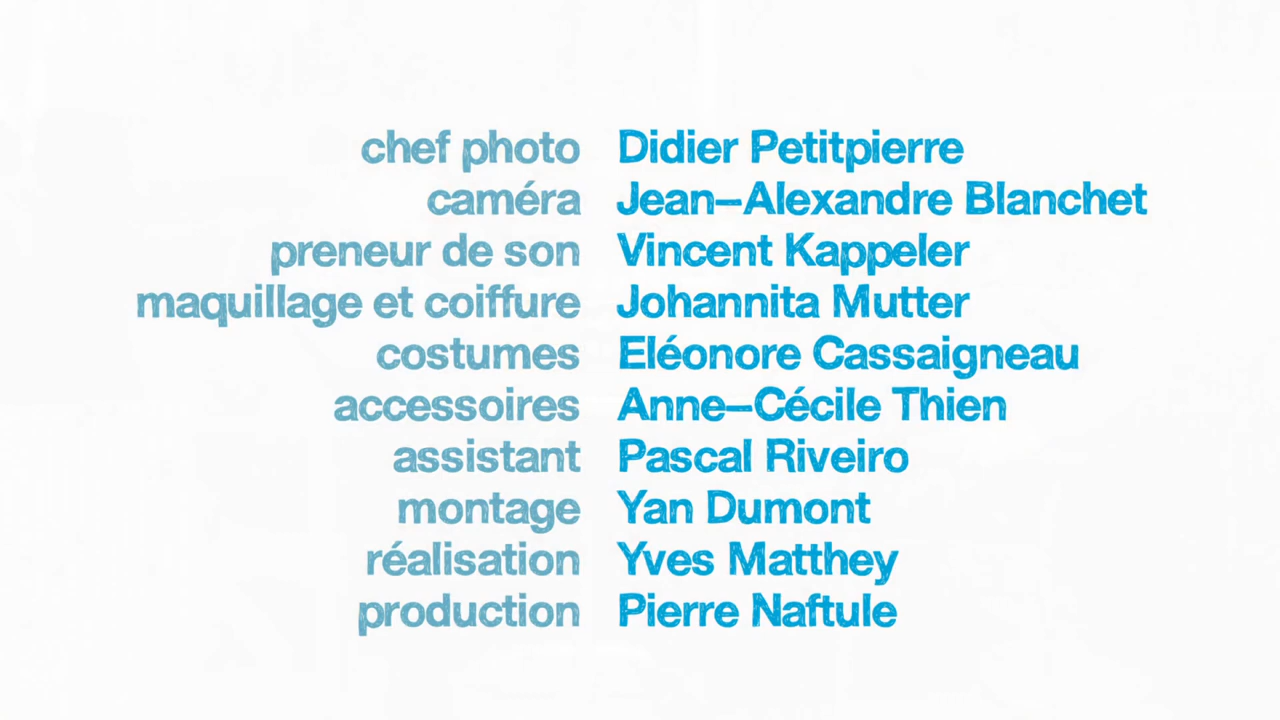 chef photo Didier Petitpierre
caméra Jean–Alexandre Blanchet
preneur de son Vincent Kappeler
maquillage et coiffure Johannita Mutter
costumes Eléonore Cassaigneau
accessoires Anne–Cécile Thien
assistant Pascal Riveiro
montage Yan Dumont
réalisation Yves Matthey
production Pierre Naftule